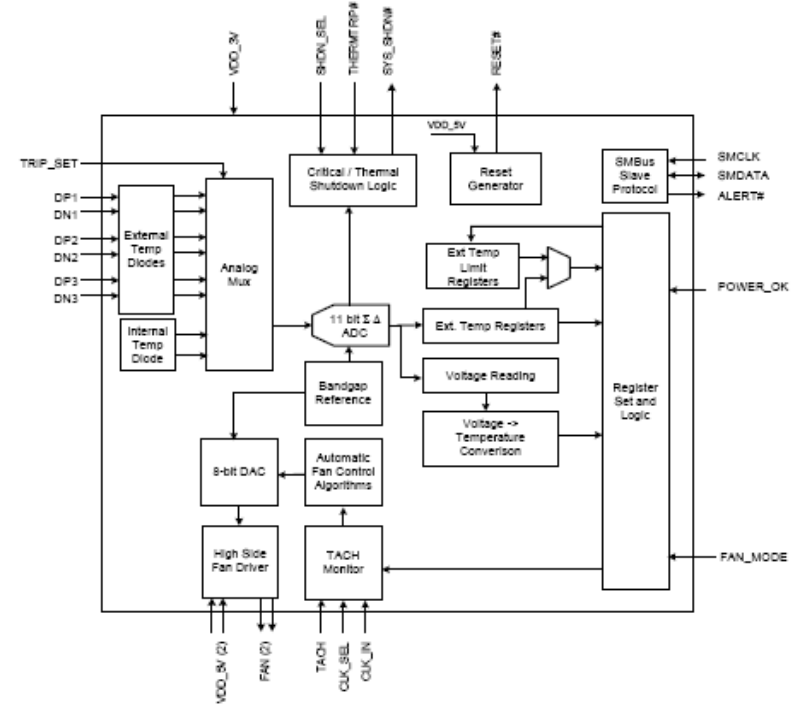 VDD_3V
SHDN_SEL
THERMTRIP#
SYS_SHDN#
RESET#
VDD_5V
TRIP_SET
Critical / Thermal
Shutdown Logic
Reset
Generator
SMBus
Slave
Protocol
SMCLK
SMDATA
ALERT#
DP1
DN1
DP2
DN2
DP3
DN3
External
Temp
Diodes
Analog
Mux
Ext Temp
Limit
Registers
POWER_OK
Internal
Temp
Diode
11 bit Σ Δ
ADC
Ext. Temp Registers
Bandgap
Reference
Voltage Reading
Register
Set and
Logic
Voltage ->
Temperature
Converison
8-bit DAC
Automatic
Fan Control
Algorithms
High Side
Fan Driver
TACH
Monitor
FAN_MODE
VDD_5V (2)
FAN (2)
TACH
CLK_SEL
CLK_IN